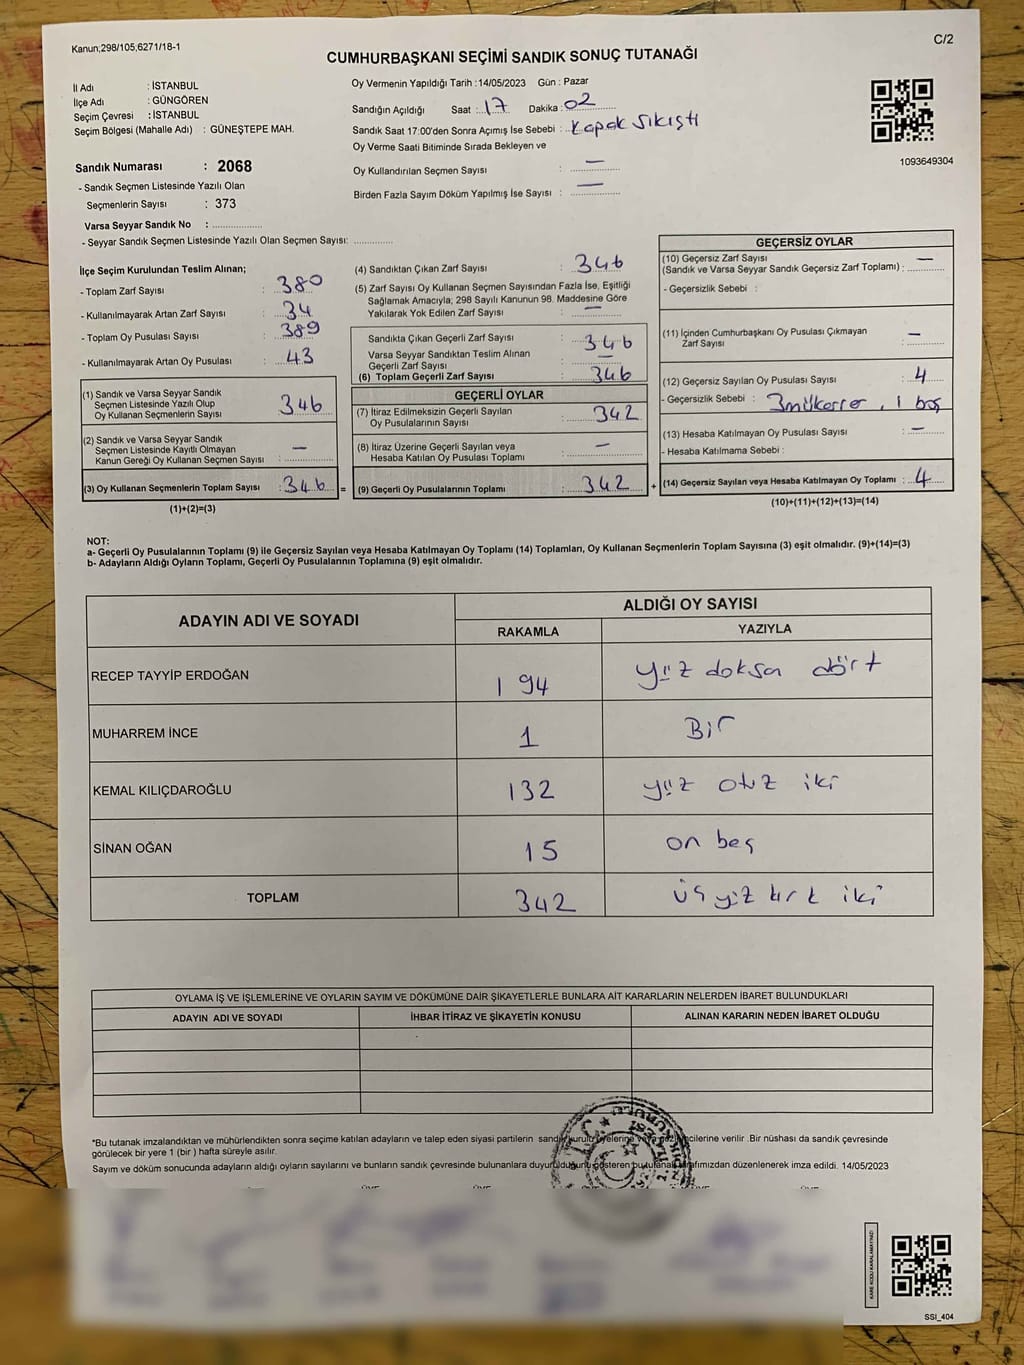 Kanun;298/105;6271/18-1
C/2
CUMHURBAŞKANI SEÇİMİ SANDIK SONUÇ TUTANAĞI
İl Adı : İSTANBUL
İlçe Adı : GÜNGÖREN
Seçim Çevresi : İSTANBUL
Seçim Bölgesi (Mahalle Adı) : GÜNEŞTEPE MAH.
Sandık Numarası : 2068
- Sandık Seçmen Listesinde Yazılı Olan
Seçmenlerin Sayısı : 373
Varsa Seyyar Sandık No : ................
- Seyyar Sandık Seçmen Listesinde Yazılı Olan Seçmen Sayısı: ............
Oy Vermenin Yapıldığı Tarih :14/05/2023 Gün : Pazar
Sandığın Açıldığı Saat : 17 Dakika : 02
Sandık Saat 17:00'den Sonra Açımış İse Sebebi : Kapak sıkıştı
Oy Verme Saati Bitiminde Sırada Bekleyen ve
Oy Kullandırılan Seçmen Sayısı : —
Birden Fazla Sayım Döküm Yapılmış İse Sayısı : —
1093649304
İlçe Seçim Kurulundan Teslim Alınan;
- Toplam Zarf Sayısı : 380
- Kullanılmayarak Artan Zarf Sayısı : 34
- Toplam Oy Pusulası Sayısı : 389
- Kullanılmayarak Artan Oy Pusulası : 43
(1) Sandık ve Varsa Seyyar Sandık
Seçmen Listesinde Yazılı Olup
Oy Kullanan Seçmenlerin Sayısı : 346
(2) Sandık ve Varsa Seyyar Sandık
Seçmen Listesinde Kayıtlı Olmayan
Kanun Gereği Oy Kullanan Seçmen Sayısı : —
(3) Oy Kullanan Seçmenlerin Toplam Sayısı : 346 =
(1)+(2)=(3)
(4) Sandıktan Çıkan Zarf Sayısı : 346
(5) Zarf Sayısı Oy Kullanan Seçmen Sayısından Fazla İse, Eşitliği
Sağlamak Amacıyla, 298 Sayılı Kanunun 98. Maddesine Göre
Yakılarak Yok Edilen Zarf Sayısı : —
Sandıkta Çıkan Geçerli Zarf Sayısı : 346
Varsa Seyyar Sandıktan Teslim Alınan
Geçerli Zarf Sayısı : —
(6) Toplam Geçerli Zarf Sayısı : 346
GEÇERLİ OYLAR
(7) İtiraz Edilmeksizin Geçerli Sayılan
Oy Pusulalarının Sayısı : 342
(8) İtiraz Üzerine Geçerli Sayılan veya
Hesaba Katılan Oy Pusulası Toplamı : —
(9) Geçerli Oy Pusulalarının Toplamı : 342 +
GEÇERSİZ OYLAR
(10) Geçersiz Zarf Sayısı
(Sandık ve Varsa Seyyar Sandık Geçersiz Zarf Toplamı) : —
- Geçersizlik Sebebi :
(11) İçinden Cumhurbaşkanı Oy Pusulası Çıkmayan
Zarf Sayısı : —
(12) Geçersiz Sayılan Oy Pusulası Sayısı : 4
- Geçersizlik Sebebi : 3 mükerrer, 1 boş
(13) Hesaba Katılmayan Oy Pusulası Sayısı : —
- Hesaba Katılmama Sebebi :
(14) Geçersiz Sayılan veya Hesaba Katılmayan Oy Toplamı : 4
(10)+(11)+(12)+(13)=(14)
NOT:
a- Geçerli Oy Pusulalarının Toplamı (9) ile Geçersiz Sayılan veya Hesaba Katılmayan Oy Toplamı (14) Toplamları, Oy Kullanan Seçmenlerin Toplam Sayısına (3) eşit olmalıdır. (9)+(14)=(3)
b- Adayların Aldığı Oyların Toplamı, Geçerli Oy Pusulalarının Toplamına (9) eşit olmalıdır.
ADAYIN ADI VE SOYADI
ALDIĞI OY SAYISI
RAKAMLA YAZIYLA
RECEP TAYYİP ERDOĞAN 194 yüz doksa dört
MUHARREM İNCE 1 Bir
KEMAL KILIÇDAROĞLU 132 yüz otuz iki
SİNAN OĞAN 15 on beş
TOPLAM 342 üç yüz kırk iki
OYLAMA İŞ VE İŞLEMLERİNE VE OYLARIN SAYIM VE DÖKÜMÜNE DAİR ŞİKAYETLERLE BUNLARA AİT KARARLARIN NELERDEN İBARET BULUNDUKLARI
ADAYIN ADI VE SOYADI İHBAR İTİRAZ VE ŞİKAYETİN KONUSU ALINAN KARARIN NEDEN İBARET OLDUĞU
*Bu tutanak imzalandıktan ve mühürlendikten sonra seçime katılan adayların ve talep eden siyasi partilerin sandık kurulu üyelerine veya verilir .Bir nüshası da sandık çevresinde
görülecek bir yere 1 (bir ) hafta süreyle asılır.
Sayım ve döküm sonucunda adayların aldığı oyların sayılarını ve bunların sandık çevresinde bulunanlara duyurulduğunu gösteren bu tutanak tarafımızdan düzenlenerek imza edildi. 14/05/2023
KARE KODU KARALAMAYINIZ!
SSI_404